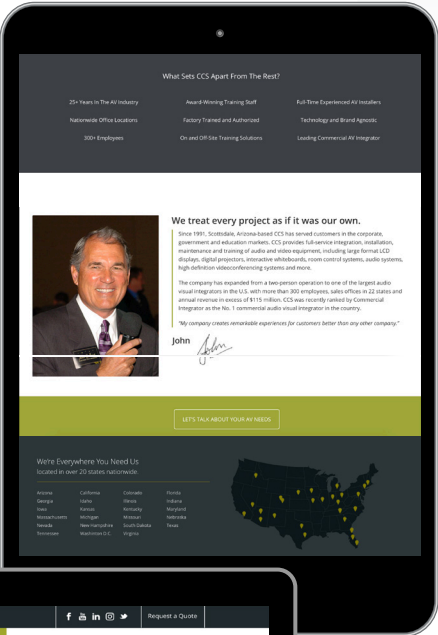 What Sets CCS Apart From The Rest?
25+ Years In The AV Industry Award-Winning Training Staff Full-Time Experienced AV Installers
Nationwide Office Locations Factory Trained and Authorized Technology and Brand Agnostic
300+ Employees On and Off-Site Training Solutions Leading Commercial AV Integrator
We treat every project as if it was our own.
Since 1991, Scottsdale, Arizona-based CCS has served customers in the corporate,
government and education markets. CCS provides full-service integration, installation,
maintenance and training of audio and video equipment, including large format LCD
displays, digital projectors, interactive whiteboards, room control systems, audio systems,
high-definition videoconferencing systems and more.
The company has expanded from a two-person operation to one of the largest audio
visual integrators in the U.S. with more than 300 employees, sales offices in 22 states and
annual revenue in excess of $115 million. CCS was recently ranked by Commercial
Integrator as the No. 1 commercial audio visual integrator in the country.
"My company creates remarkable experiences for customers better than any other company."
John John
LET'S TALK ABOUT YOUR AV NEEDS
We're Everywhere You Need Us
located in over 20 states nationwide
Arizona California Colorado Florida
Georgia Idaho Illinois Indiana
Iowa Kansas Kentucky Maryland
Massachusetts Michigan Missouri Nebraska
Nevada New Hampshire South Dakota Texas
Tennessee Washinton D.C. Virginia
Request a Quote